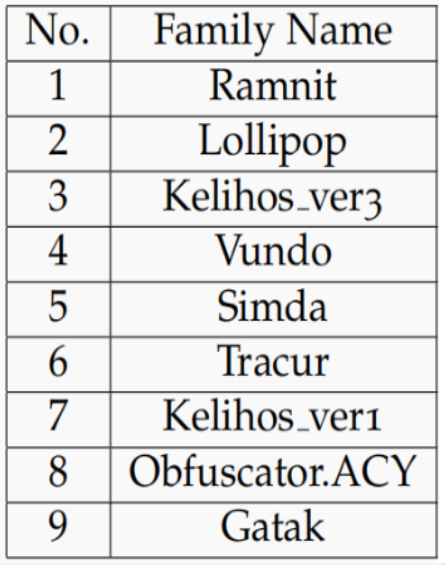 No. Family Name
1 Ramnit
2 Lollipop
3 Kelihos_ver3
4 Vundo
5 Simda
6 Tracur
7 Kelihos_ver1
8 Obfuscator.ACY
9 Gatak